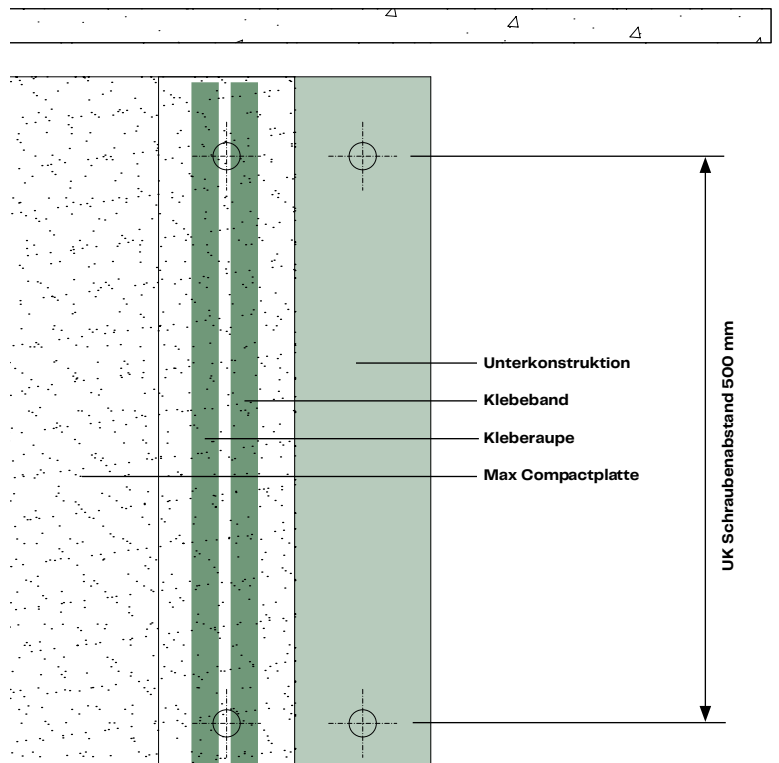 Unterkonstruktion
Klebeband
Kleberaupe
Max Compactplatte
UK Schraubenabstand 500 mm